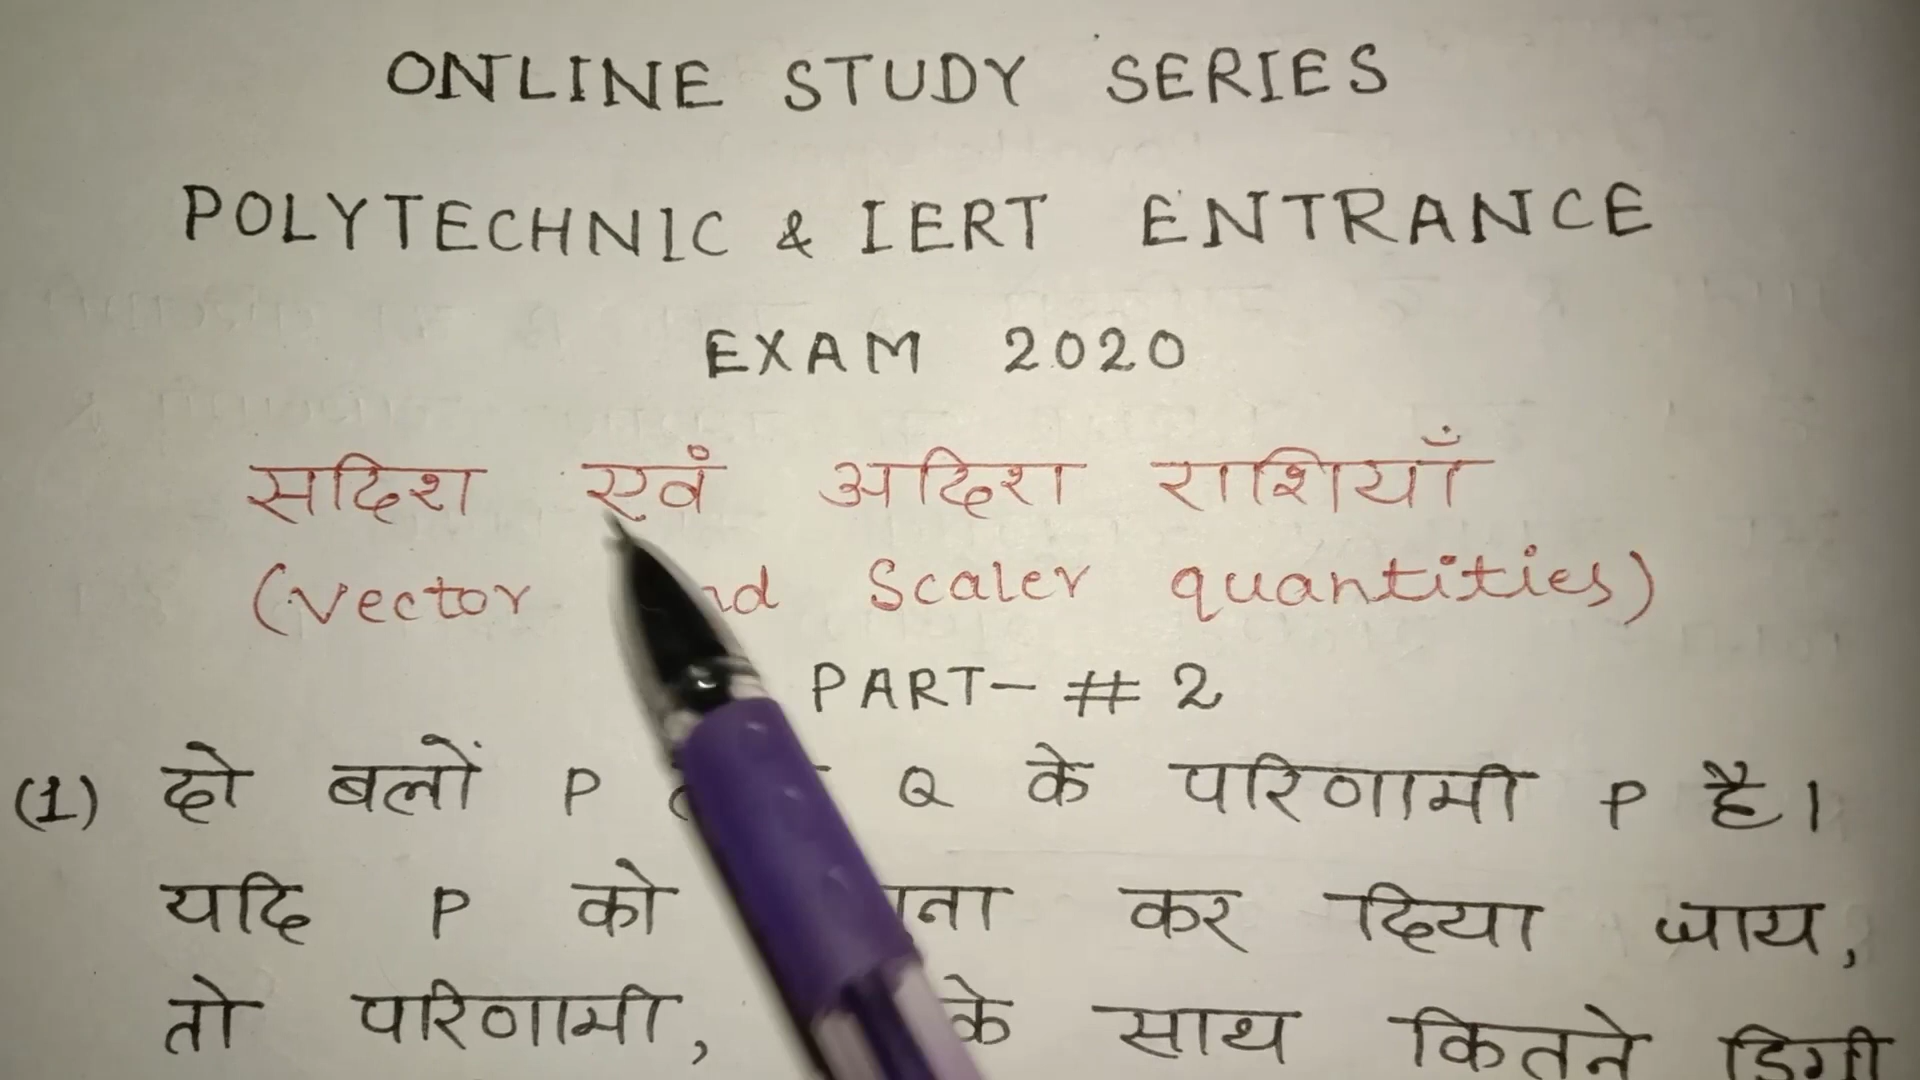 ONLINE STUDY SERIES
POLYTECHNIC & IERT ENTRANCE
EXAM 2020
सदिश एवं अदिश राशियाँ
(Vector Scaler quantities)
PART-#2
(1) दो बलों P Q के परिणामी P है।
यदि P को कर दिया जाय,
तो परिणामी, के साथ कितने डिग्री